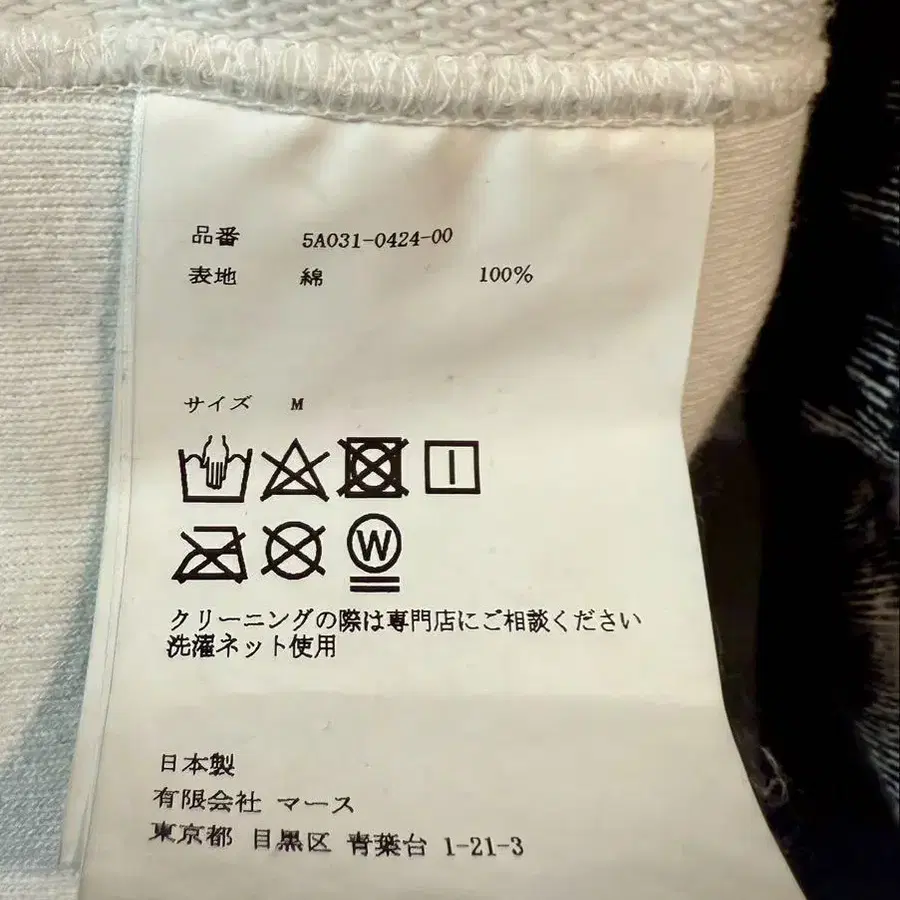 品番 5A031-0424-00
表地 綿 100%
サイズ M
W
クリーニングの際は専門店にご相談ください
洗濯ネット使用
日本製
有限会社 マース
東京都 目黒区 青葉台 1-21-3